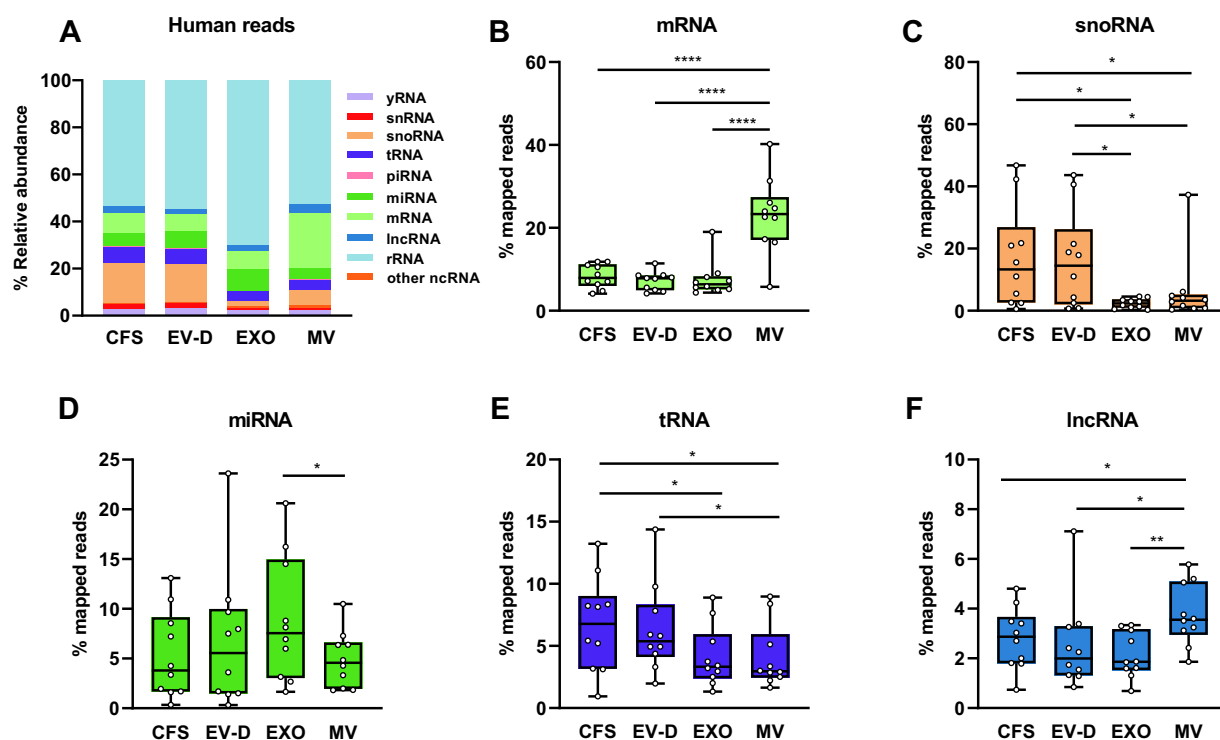 A
Human reads
% Relative abundance
100
80
60
40
20
0
CFS EV-D EXO MV
yRNA
snRNA
snoRNA
tRNA
piRNA
miRNA
mRNA
lncRNA
rRNA
other ncRNA
B
mRNA
% mapped reads
60
40
20
0
****
****
****
CFS EV-D EXO MV
C
snoRNA
% mapped reads
80
60
40
20
0
*
*
*
*
CFS EV-D EXO MV
D
miRNA
% mapped reads
25
20
15
10
5
0
*
CFS EV-D EXO MV
E
tRNA
% mapped reads
20
15
10
5
0
*
*
*
CFS EV-D EXO MV
F
lncRNA
% mapped reads
10
8
6
4
2
0
*
*
**
CFS EV-D EXO MV